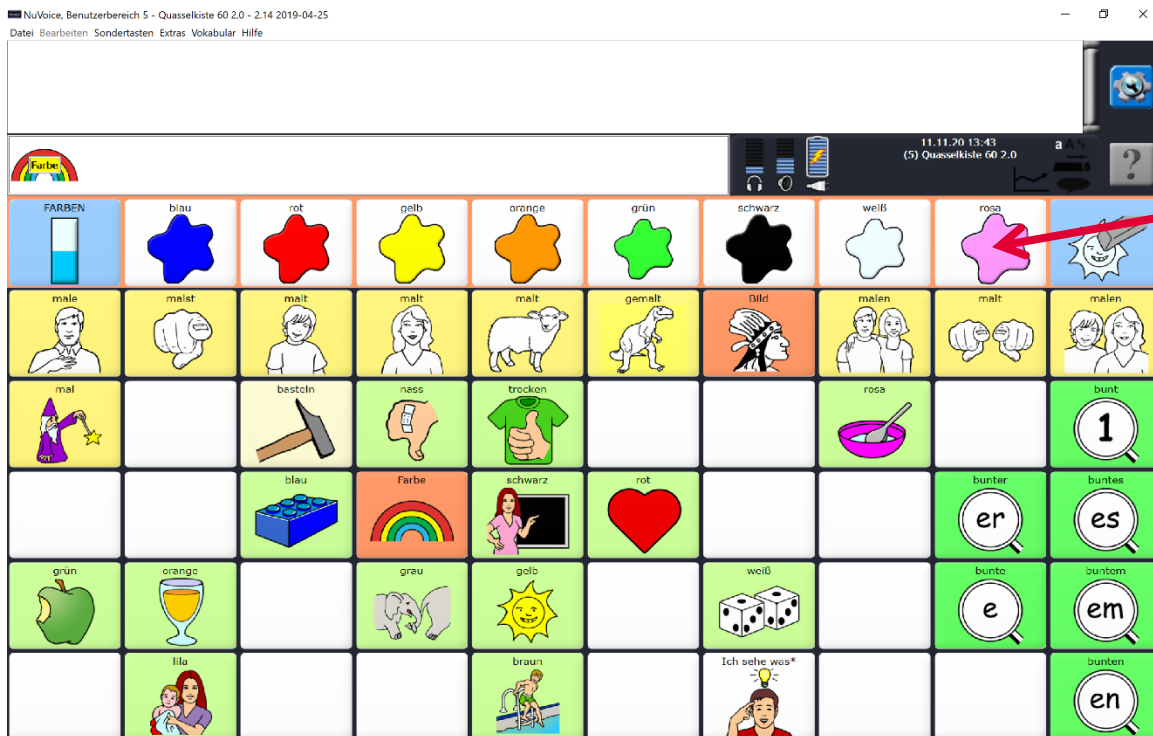 NuVoice, Benutzerbereich 5 - Quasselkiste 60 2.0 - 2.14 2019-04-25
Datei Bearbeiten Sondertasten Extras Vokabular Hilfe
Farbe
11.11.20 13:43
(5) Quasselkiste 60 2.0
?
FARBEN blau rot gelb orange grün schwarz weiß rosa
male malst malt malt malt gemalt Bild malen malt malen
mal basteln nass trocken rosa bunt
1
blau Farbe schwarz rot bunter buntes
er es
grün orange grau gelb weiß bunte buntem
e em
lila braun Ich sehe was* bunten
en